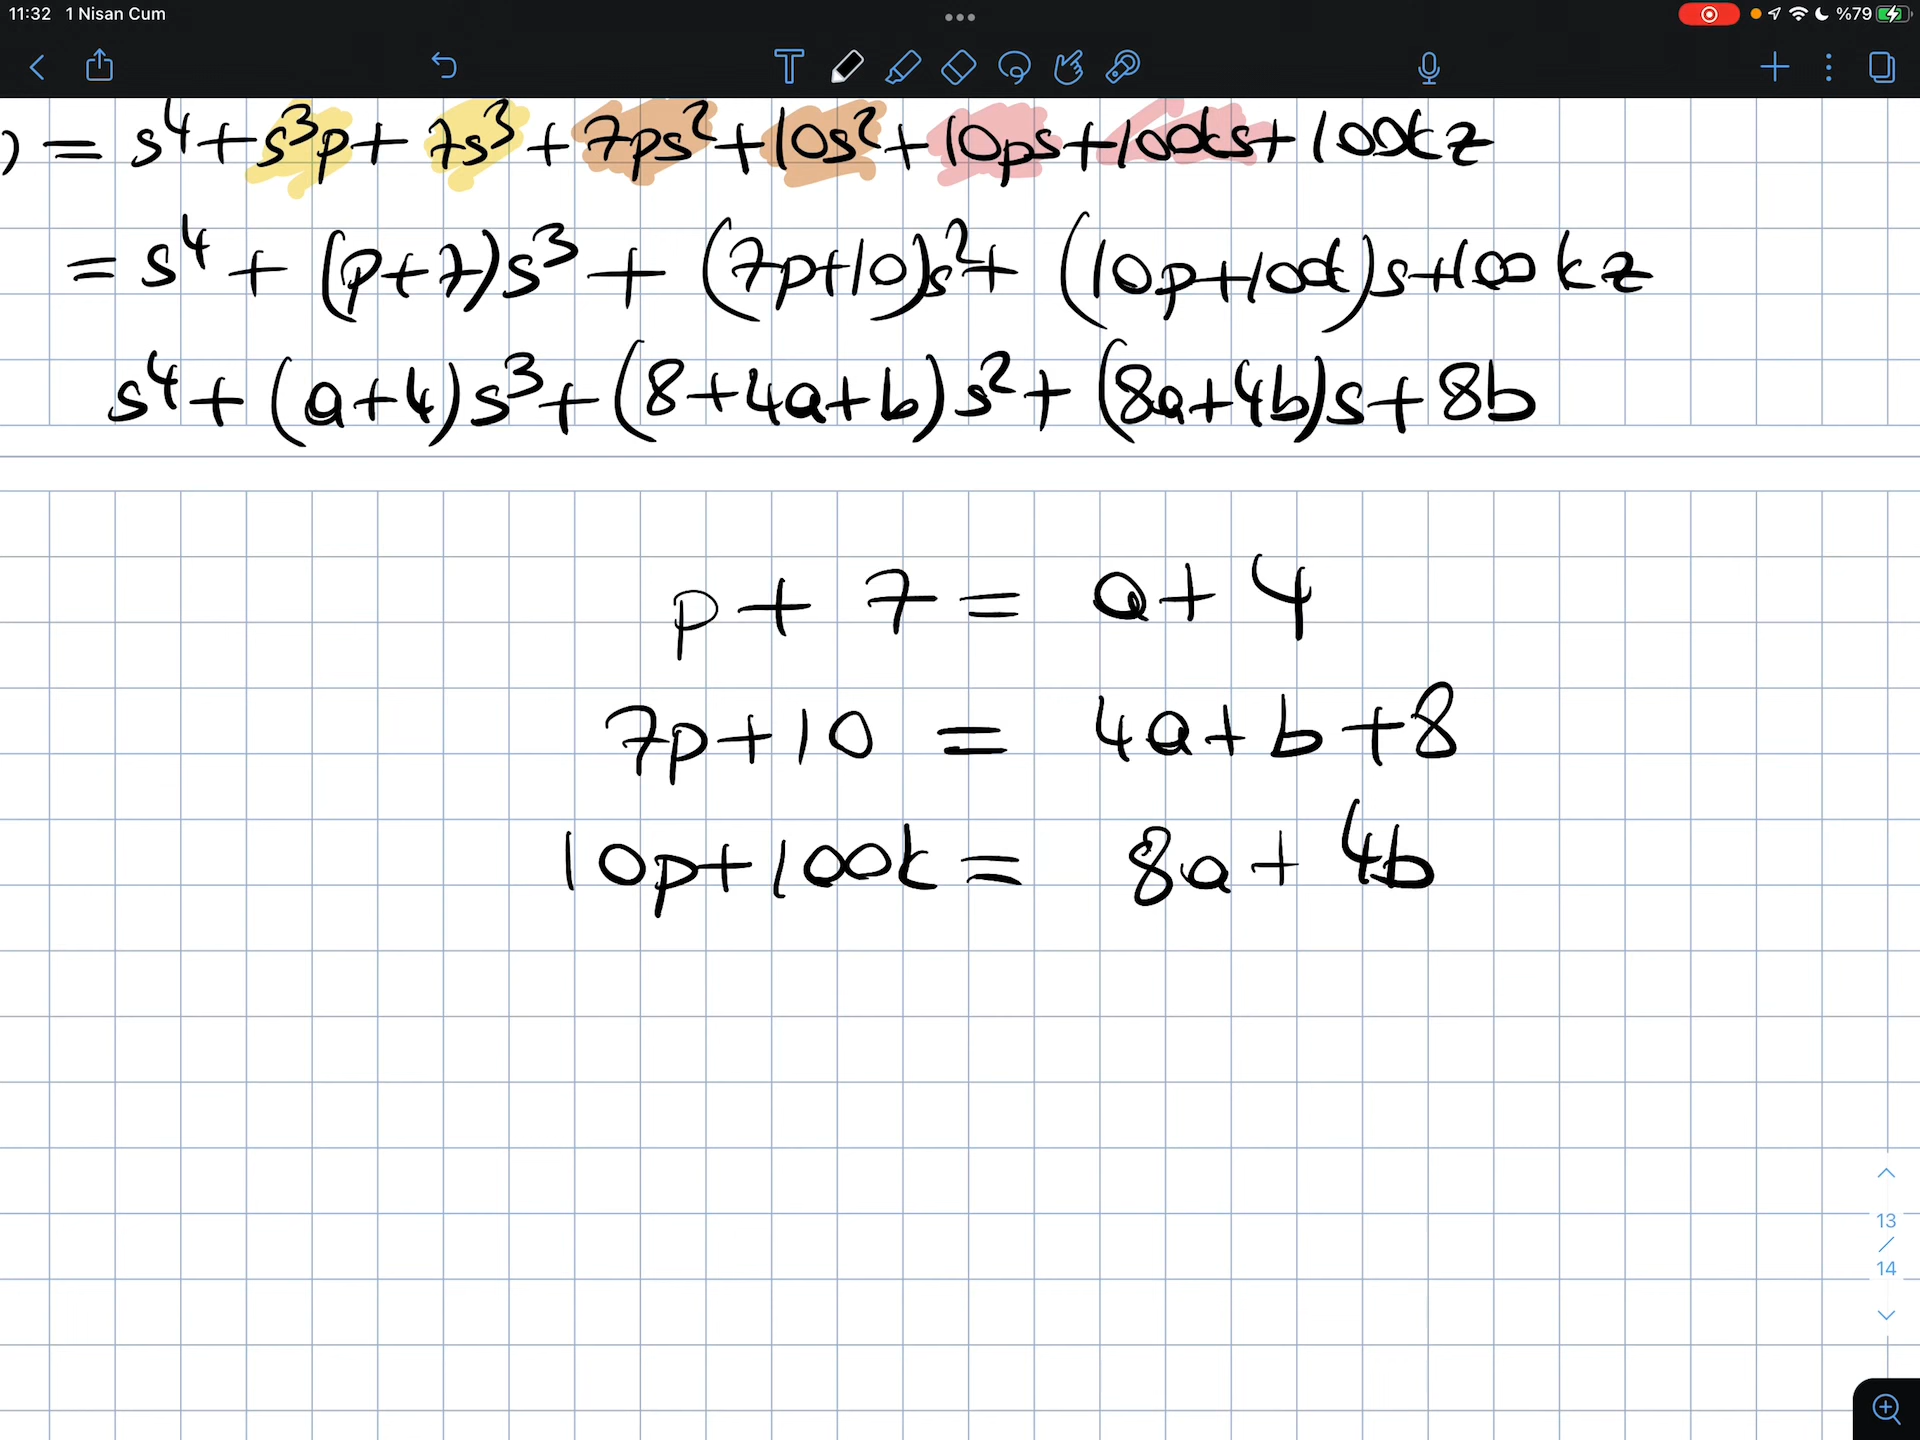 11:32 1 Nisan Cum %79
) = s⁴+s³p+7s³+7ps²+10s²+10ps+100ks+100kz
= s⁴ + (p+7)s³ + (7p+10)s²+ (10p+100k)s+100kz
s⁴+(a+4)s³+(8+4a+b)s²+(8a+4b)s+8b
p + 7 = a+ 4
7p+10 = 4a+b+8
10p+100k = 8a+ 4b
13
/
14